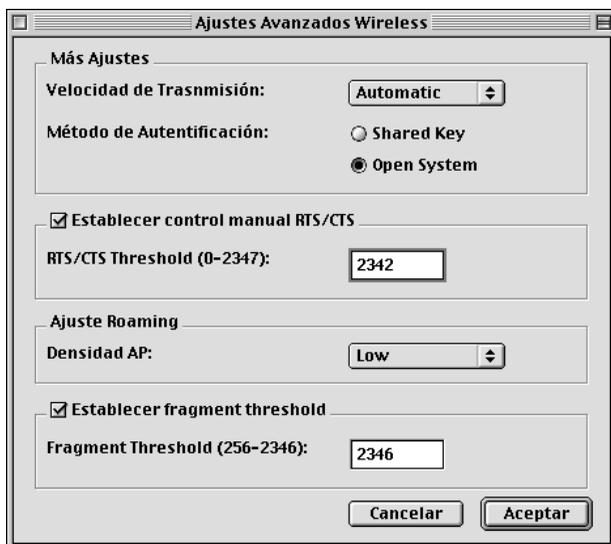 Ajustes Avanzados Wireless
Más Ajustes
Velocidad de Trasnmisión: Automatic
Método de Autentificación: Shared Key
Open System
Establecer control manual RTS/CTS
RTS/CTS Threshold (0-2347): 2342
Ajuste Roaming
Densidad AP: Low
Establecer fragment threshold
Fragment Threshold (256-2346): 2346
Cancelar Aceptar